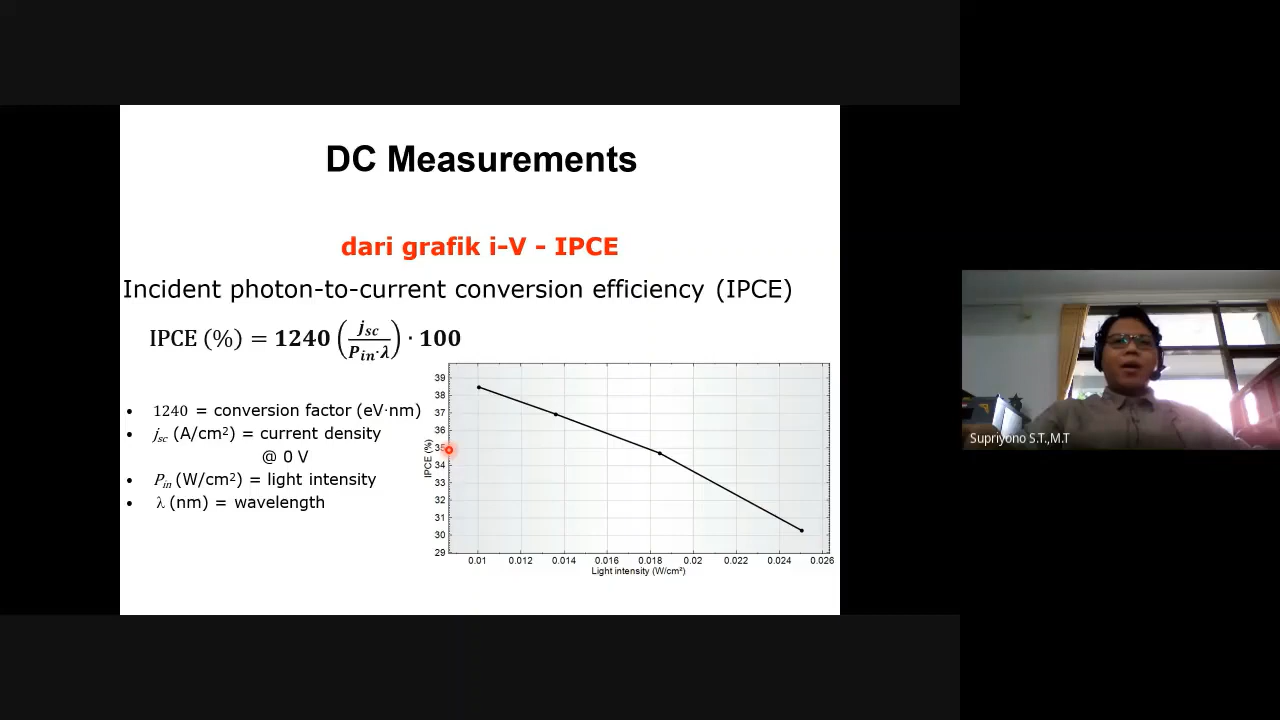 DC Measurements
dari grafik i-V - IPCE
Incident photon-to-current conversion efficiency (IPCE)
IPCE (%) = 1240 (jsc / Pin·λ) · 100
• 1240 = conversion factor (eV·nm)
• jsc (A/cm²) = current density
@ 0 V
• Pin (W/cm²) = light intensity
• λ (nm) = wavelength
IPCE (%)
39
38
37
36
35
34
33
32
31
30
29
0.01 0.012 0.014 0.016 0.018 0.02 0.022 0.024 0.026
Light intensity (W/cm²)
Supriyono S.T.,M.T